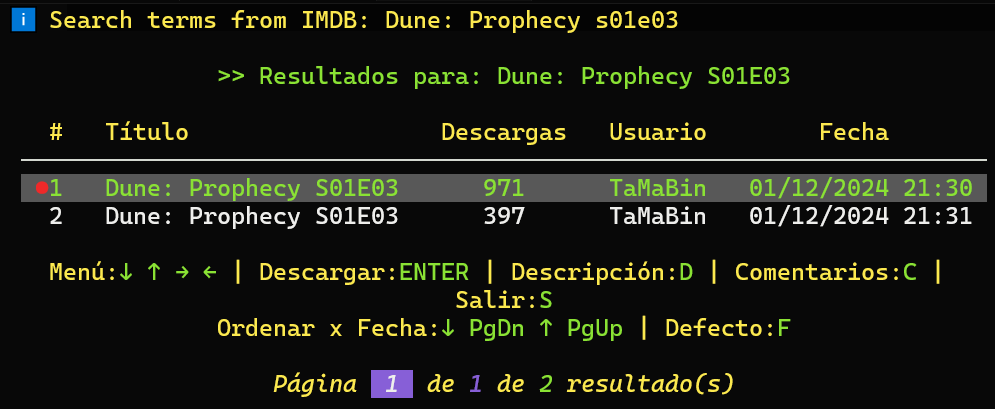 i Search terms from IMDB: Dune: Prophecy s01e03
>> Resultados para: Dune: Prophecy S01E03
# Título Descargas Usuario Fecha
1 Dune: Prophecy S01E03 971 TaMaBin 01/12/2024 21:30
2 Dune: Prophecy S01E03 397 TaMaBin 01/12/2024 21:31
Menú:↓ ↑ → ← | Descargar:ENTER | Descripción:D | Comentarios:C |
Salir:S
Ordenar x Fecha:↓ PgDn ↑ PgUp | Defecto:F
Página 1 de 1 de 2 resultado(s)